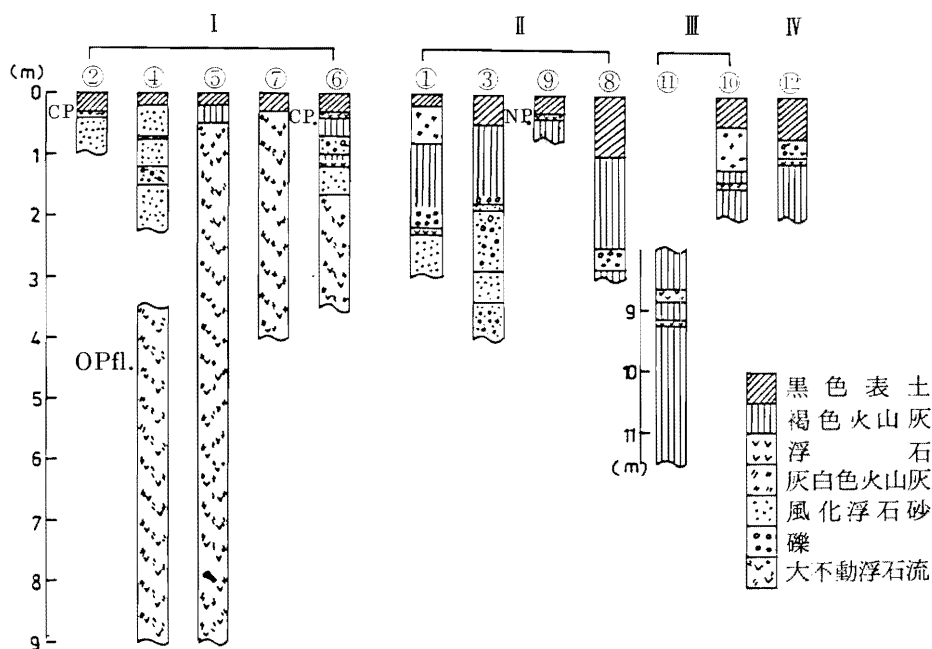 I II III IV
(m) ② ④ ⑤ ⑦ ⑥ ① ③ ⑨ ⑧ ⑪ ⑩ ⑫
0
CP CP. NP.
1
2
3
4
OPfl.
5
6
7
8
9
9
10
11
(m)
黒色表土
褐色火山灰
浮石
灰白色火山灰
風化浮石砂
礫
大不動浮石流